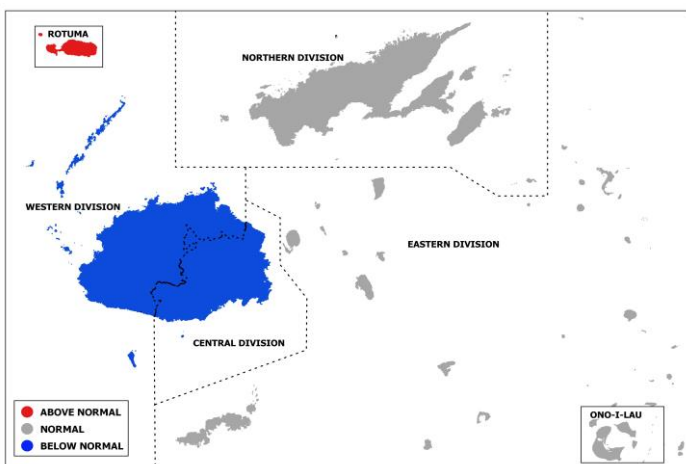 ROTUMA
NORTHERN DIVISION
WESTERN DIVISION
EASTERN DIVISION
CENTRAL DIVISION
ABOVE NORMAL
NORMAL
BELOW NORMAL
ONO-I-LAU